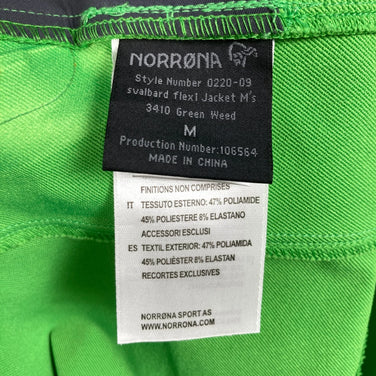 NORRØNA
Style Number 0220-09
svalbard flex1 Jacket M's
3410 Green Weed
M
Production Number:106564
MADE IN CHINA
FINITIONS NON COMPRISES
IT TESSUTO ESTERNO: 47% POLIAMIDE
45% POLIESTERE 8% ELASTANO
ACCESSORI ESCLUSI
ES TEXTIL EXTERIOR: 47% POLIAMIDA
45% POLIÉSTER 8% ELASTAN
RECORTES EXCLUSIVES
NORRØNA SPORT AS
WWW.NORRONA.COM